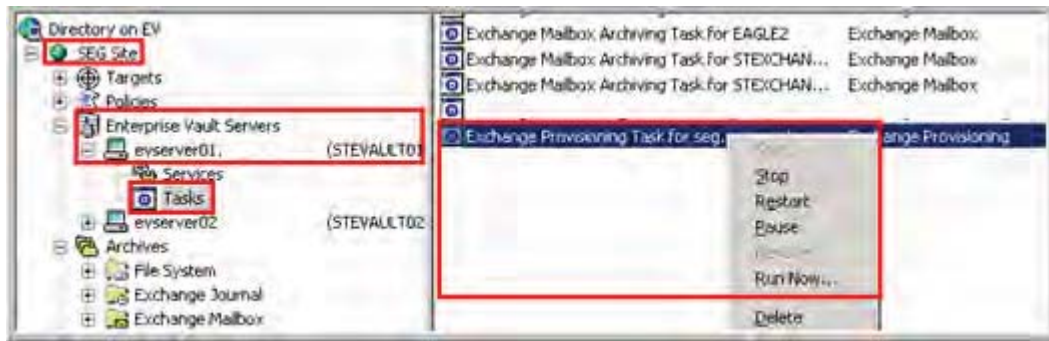 Directory on EV
SEG Site
Targets
Policies
Enterprise Vault Servers
evserver01. (STEVAULT01
Services
Tasks
evserver02 (STEVAULT02
Archives
File System
Exchange Journal
Exchange Mailbox
Exchange Mailbox Archiving Task for EAGLE2 Exchange Mailbox
Exchange Mailbox Archiving Task for STEXCHAN... Exchange Mailbox
Exchange Mailbox Archiving Task for STEXCHAN... Exchange Mailbox
Exchange Provisioning Task for seg. ange Provisioning
Stop
Restart
Pause
Run Now...
Delete